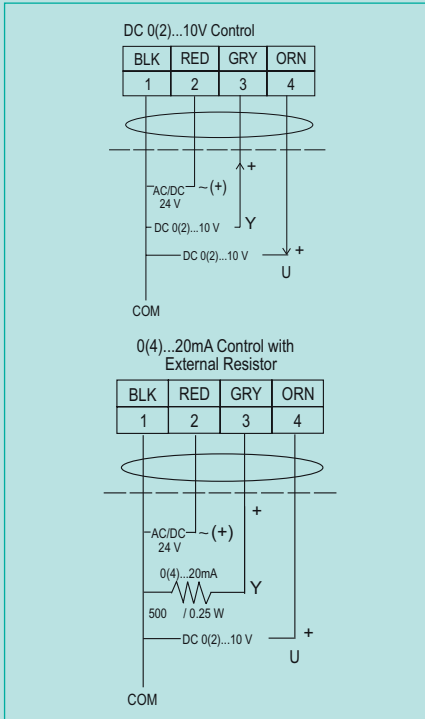 DC 0(2)...10V Control
BLK RED GRY ORN
1 2 3 4
+
AC/DC ~ (+)
24 V
DC 0(2)...10 V Y
DC 0(2)...10 V +
U
COM
0(4)...20mA Control with
External Resistor
BLK RED GRY ORN
1 2 3 4
+
AC/DC ~ (+)
24 V
0(4)...20mA
Y
500 / 0.25 W
DC 0(2)...10 V +
U
COM